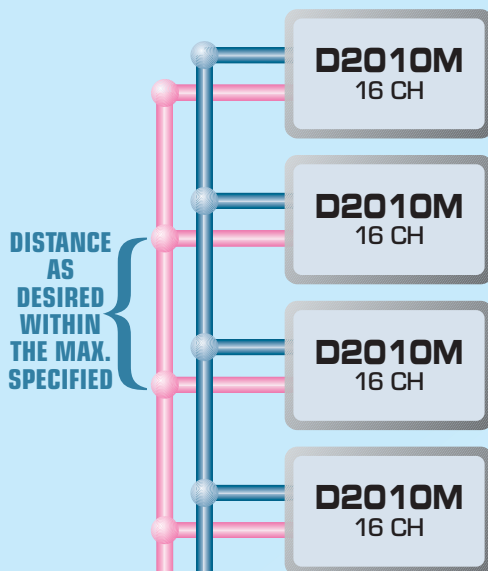 D2010M
16 CH
D2010M
16 CH
DISTANCE
AS
DESIRED
WITHIN
THE MAX.
SPECIFIED
D2010M
16 CH
D2010M
16 CH